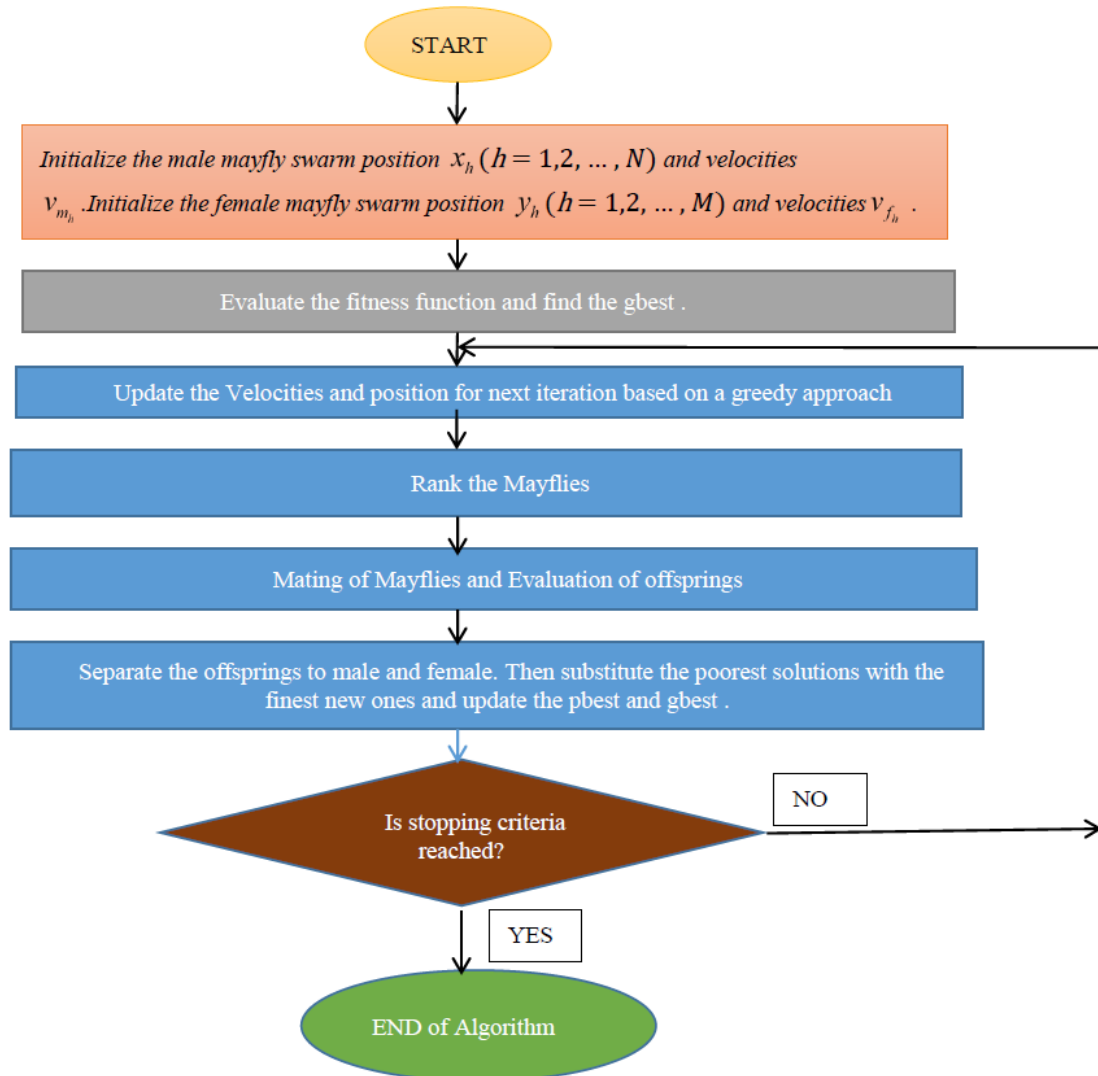 START
Initialize the male mayfly swarm position x_h (h = 1,2, … , N) and velocities
v_{m_h} .Initialize the female mayfly swarm position y_h (h = 1,2, … , M) and velocities v_{f_h} .
Evaluate the fitness function and find the gbest .
Update the Velocities and position for next iteration based on a greedy approach
Rank the Mayflies
Mating of Mayflies and Evaluation of offsprings
Separate the offsprings to male and female. Then substitute the poorest solutions with the
finest new ones and update the pbest and gbest .
Is stopping criteria
reached?
NO
YES
END of Algorithm